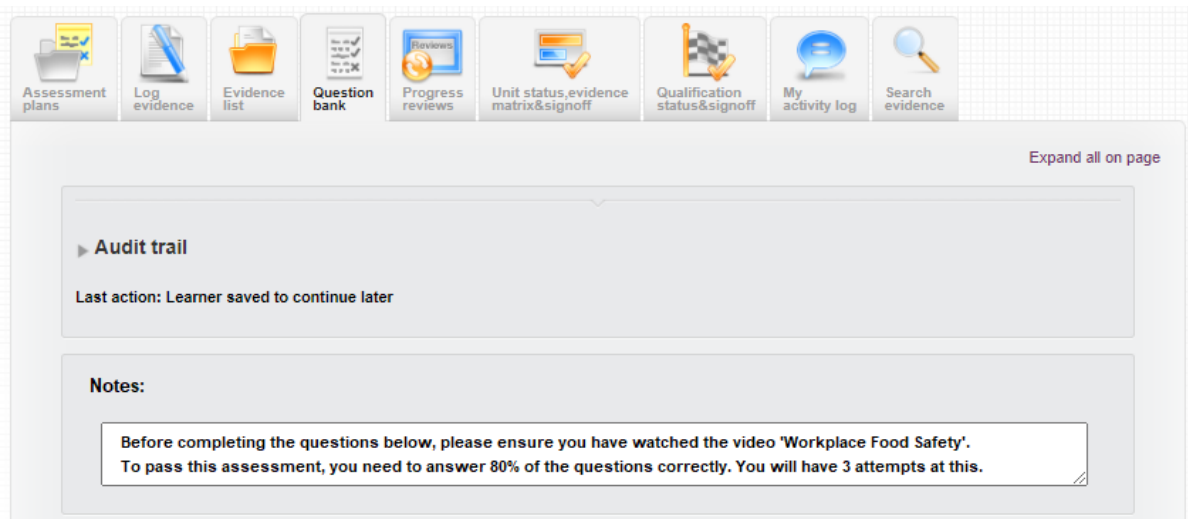 Reviews
Assessment plans
Log evidence
Evidence list
Question bank
Progress reviews
Unit status,evidence matrix&signoff
Qualification status&signoff
My activity log
Search evidence
Expand all on page
Audit trail
Last action: Learner saved to continue later
Notes:
Before completing the questions below, please ensure you have watched the video 'Workplace Food Safety'.
To pass this assessment, you need to answer 80% of the questions correctly. You will have 3 attempts at this.